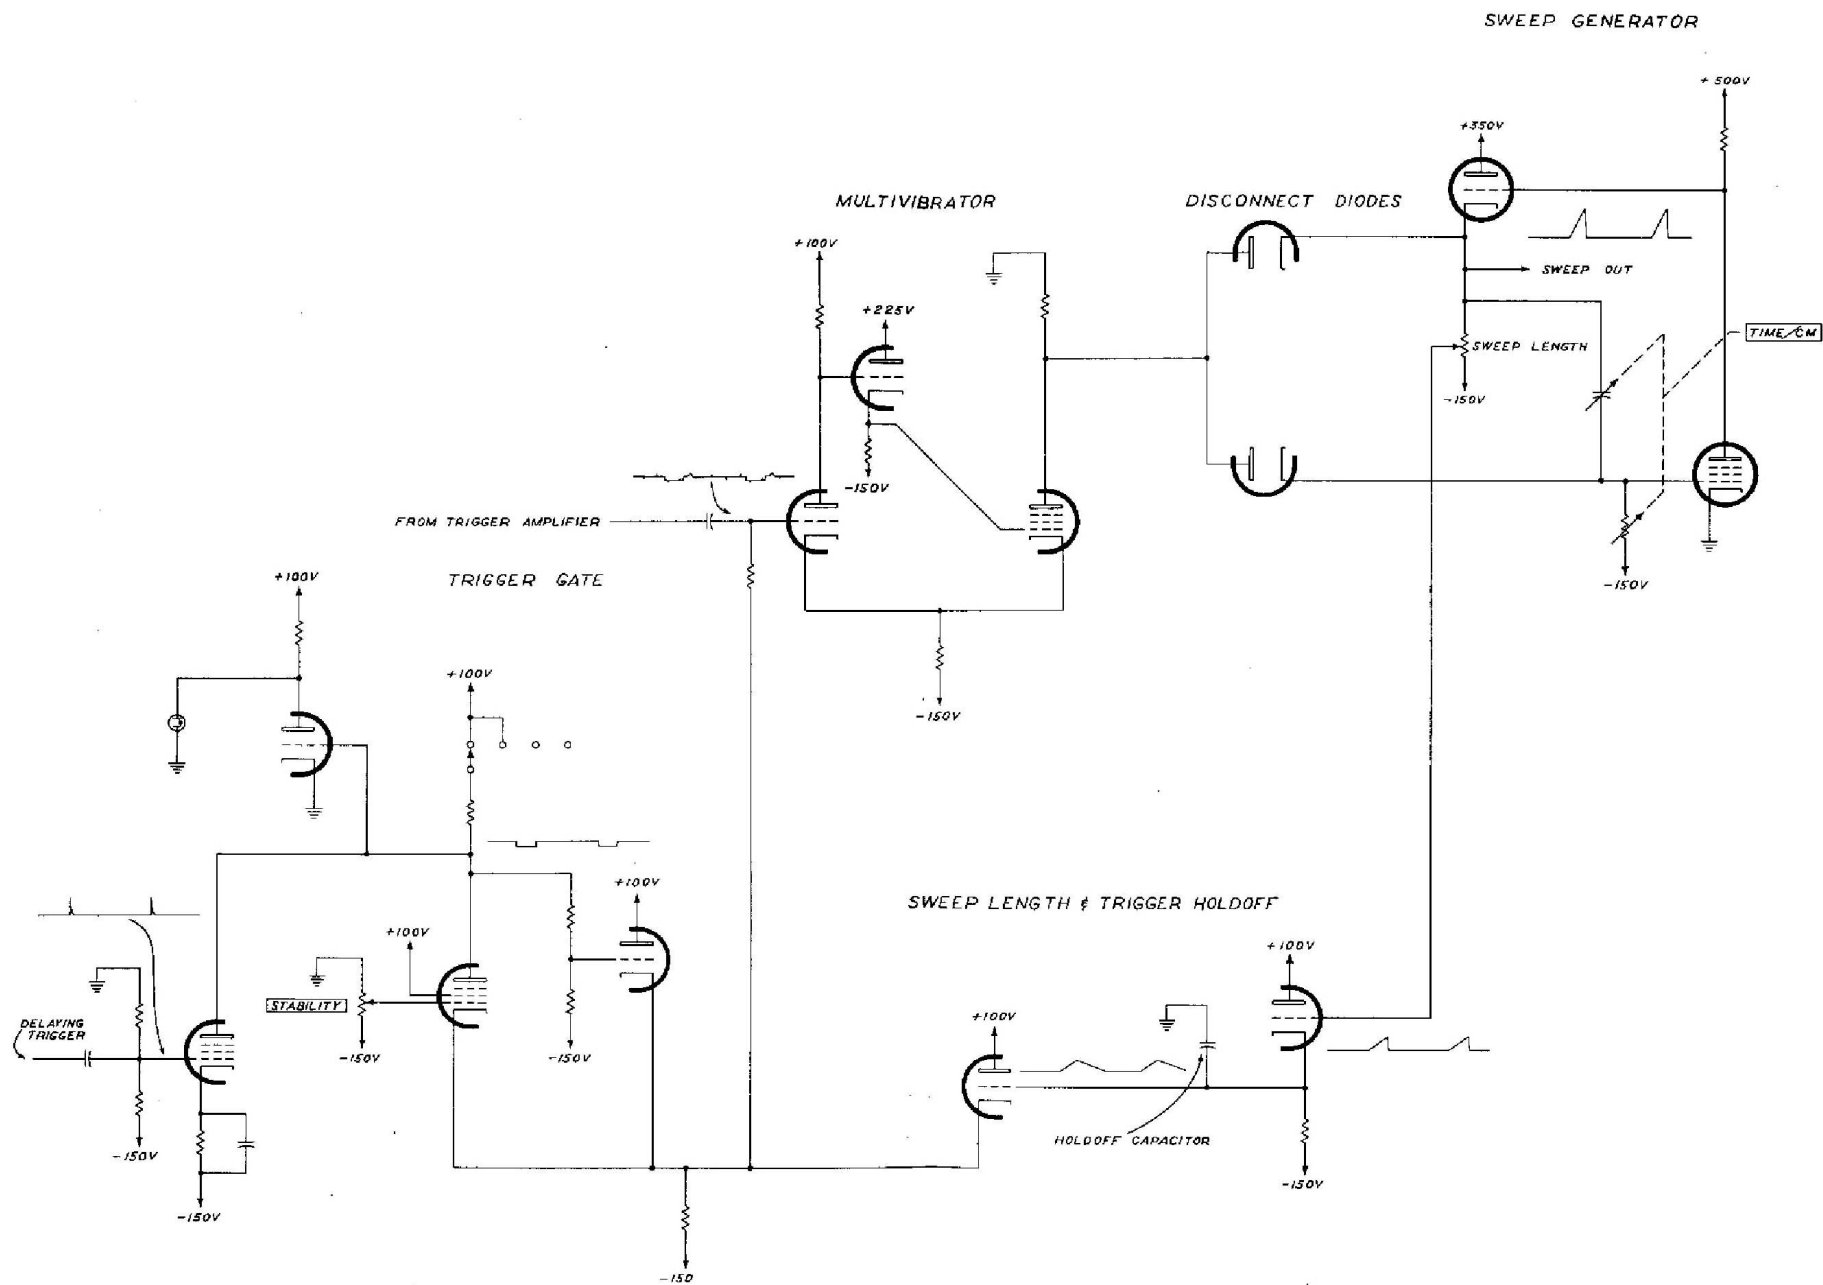 SWEEP GENERATOR
+ 500V
+350V
MULTIVIBRATOR
DISCONNECT DIODES
+100V
SWEEP OUT
+225V
TIME/CM
SWEEP LENGTH
-150V
-150V
FROM TRIGGER AMPLIFIER
+100V
TRIGGER GATE
-150V
+100V
-150V
+100V
SWEEP LENGTH & TRIGGER HOLDOFF
+100V
+100V
STABILITY
DELAYING
TRIGGER
+100V
-150V
-150V
HOLDOFF CAPACITOR
-150V
-150V
-150V
-150